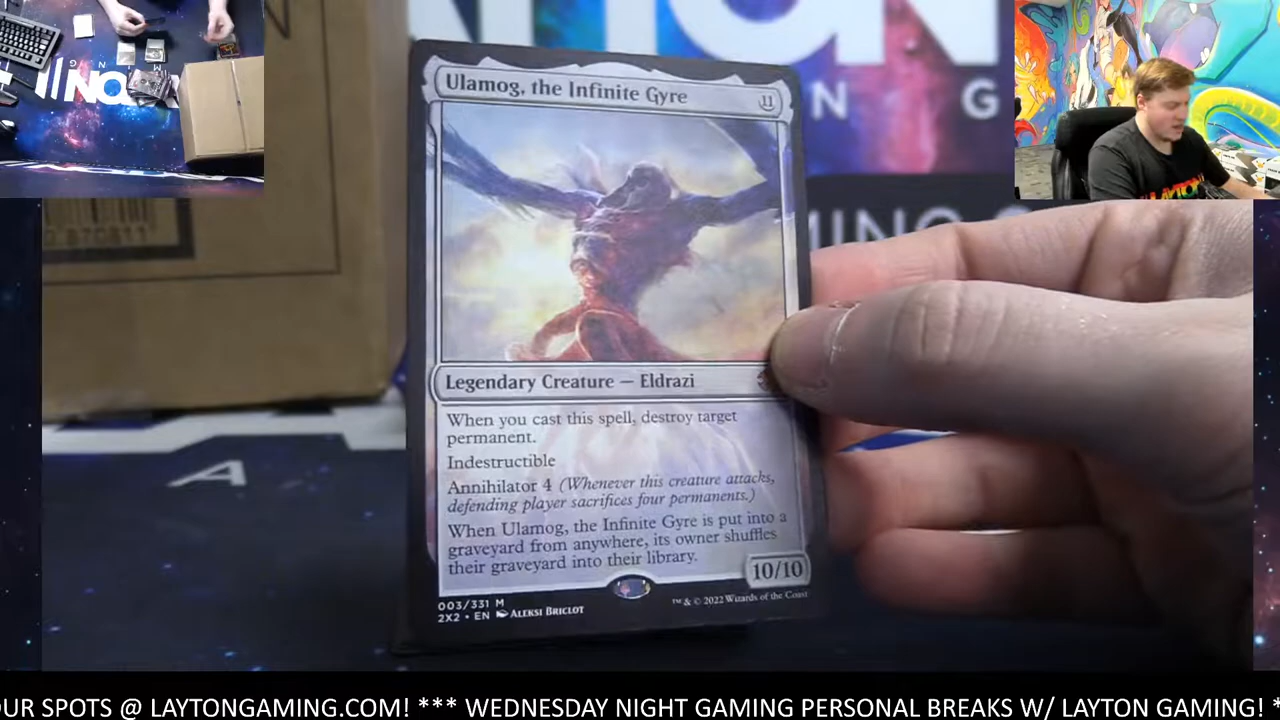 Ulamog, the Infinite Gyre 11
Legendary Creature — Eldrazi
When you cast this spell, destroy target
permanent.
Indestructible
Annihilator 4 (Whenever this creature attacks,
defending player sacrifices four permanents.)
When Ulamog, the Infinite Gyre is put into a
graveyard from anywhere, its owner shuffles
their graveyard into their library.
10/10
003/331 M
2X2 • EN ALEKSI BRICLOT
™ & © 2022 Wizards of the Coast
N G
A
LAYTON
OUR SPOTS @ LAYTONGAMING.COM! *** WEDNESDAY NIGHT GAMING PERSONAL BREAKS W/ LAYTON GAMING! *